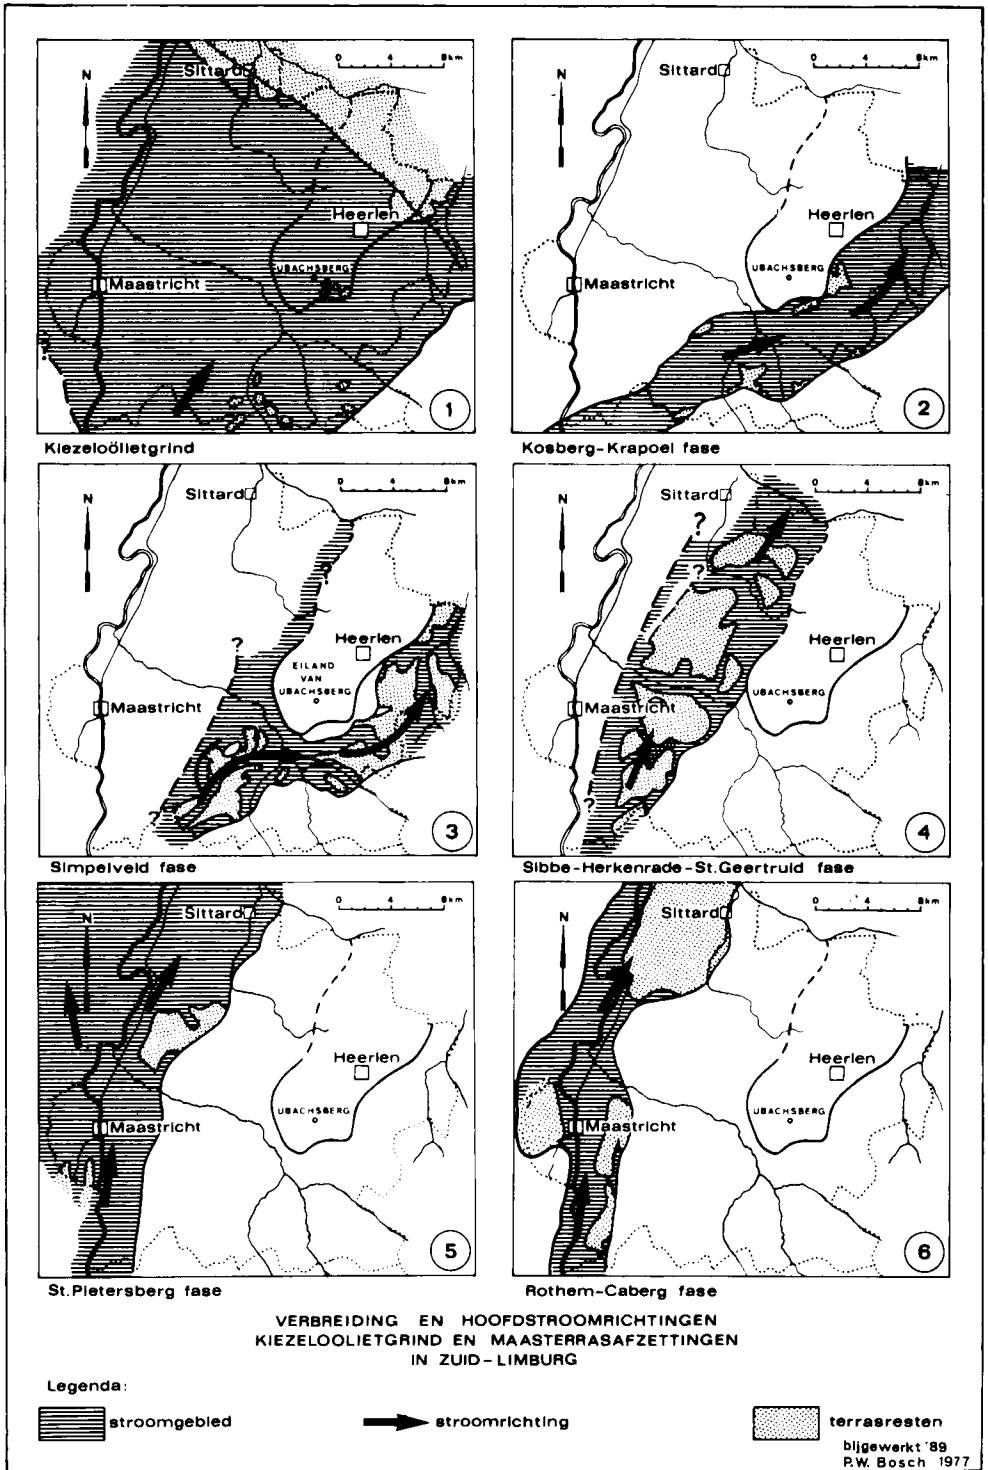 Sittard
0 4 8km
N
Heerlen
UBACHSBERG
Maastricht
?
1
Kiezeloölietgrind
Sittard
0 4 8km
N
Heerlen
UBACHSBERG
Maastricht
2
Kosberg-Krapoel fase
Sittard
0 4 8km
N
?
?
Heerlen
EILAND
VAN
UBACHSBERG
Maastricht
?
3
Simpelveld fase
Sittard
0 4 8km
N
?
?
Heerlen
UBACHSBERG
Maastricht
?
4
Sibbe-Herkenrade-St.Geertruid fase
Sittard
0 4 8km
N
Heerlen
UBACHSBERG
Maastricht
5
St.Pietersberg fase
Sittard
0 4 8km
N
Heerlen
UBACHSBERG
Maastricht
6
Rothem-Caberg fase
VERBREIDING EN HOOFDSTROOMRICHTINGEN
KIEZELOOLIETGRIND EN MAASTERRASAFZETTINGEN
IN ZUID-LIMBURG
Legenda:
stroomgebied
stroomrichting
terrasresten
bijgewerkt '89
P.W. Bosch 1977